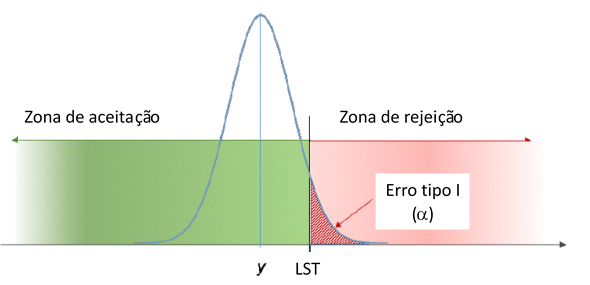 Zona de aceitação
Zona de rejeição
Erro tipo I
(α)
y
LST